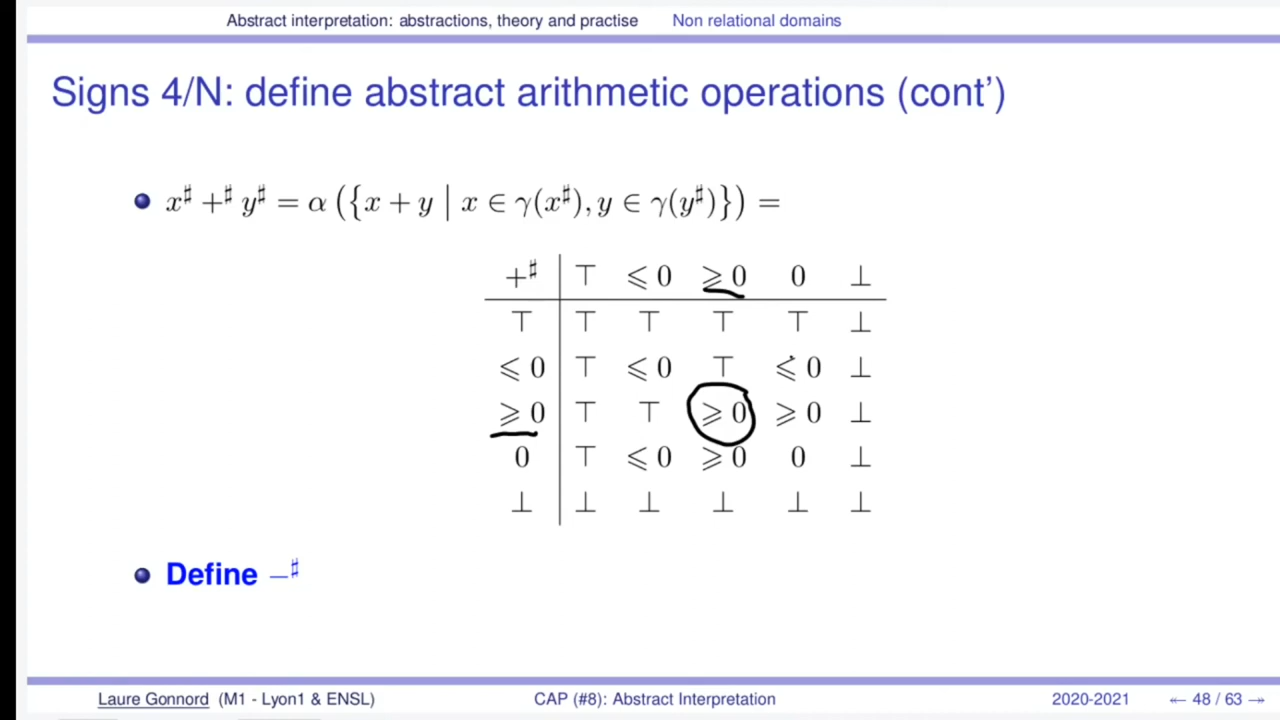 Abstract interpretation: abstractions, theory and practise Non relational domains
Signs 4/N: define abstract arithmetic operations (cont')
x♯ +♯ y♯ = α ({x + y | x ∈ γ(x♯), y ∈ γ(y♯)}) =
+♯ ⊤ ⩽ 0 ⩾ 0 0 ⊥
⊤ ⊤ ⊤ ⊤ ⊤ ⊥
⩽ 0 ⊤ ⩽ 0 ⊤ ⩽ 0 ⊥
⩾ 0 ⊤ ⊤ ⩾ 0 ⩾ 0 ⊥
0 ⊤ ⩽ 0 ⩾ 0 0 ⊥
⊥ ⊥ ⊥ ⊥ ⊥ ⊥
Define −♯
Laure Gonnord (M1 - Lyon1 & ENSL) CAP (#8): Abstract Interpretation 2020-2021 ← 48 / 63 →